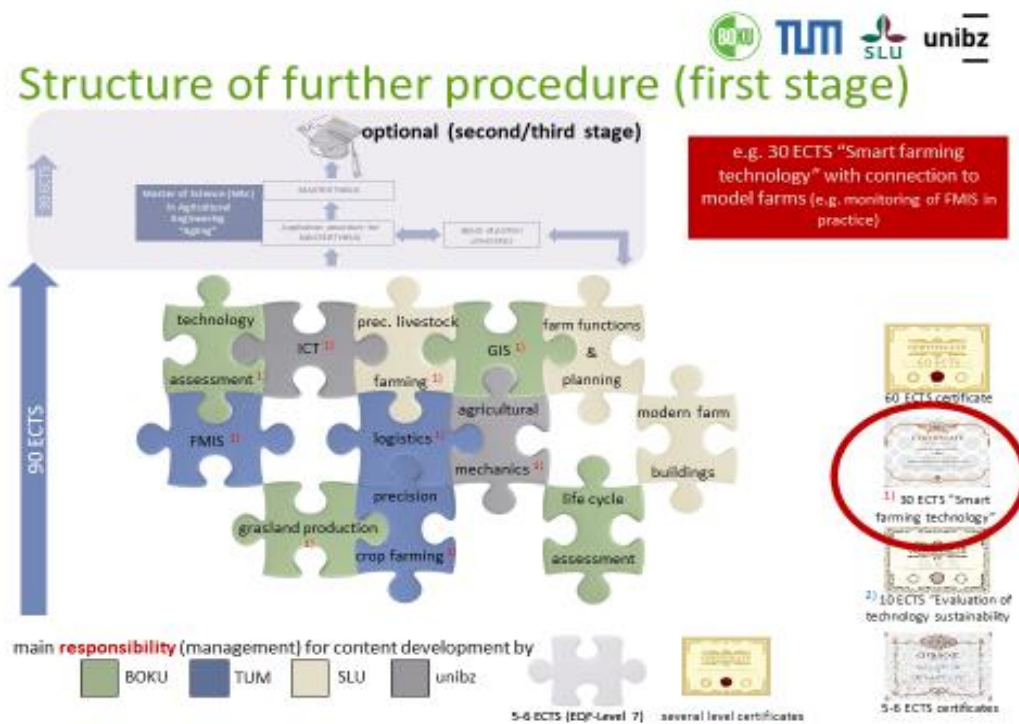 BOKU
TUM
SLU
unibz
Structure of further procedure (first stage)
optional (second/third stage)
30 ECTS
Master of Science (MSc)
in Agricultural
Engineering
MASTER THESIS
e.g. 30 ECTS "Smart farming
technology" with connection to
model farms (e.g. monitoring of FMIS in
practice)
90 ECTS
technology
assessment
ICT 1)
prec. livestock
farming 1)
GIS 1)
farm functions
&
planning
FMIS 1)
logistics 1)
agricultural
mechanics 1)
modern farm
buildings
grasland production
1)
precision
crop farming 1)
life cycle
assessment
CERTIFICATE
60 ECTS
60 ECTS certificate
CERTIFICATE
1) 30 ECTS "Smart
farming technology"
2) 10 ECTS "Evaluation of
technology sustainability
5-6 ECTS certificates
main responsibility (management) for content development by
BOKU
TUM
SLU
unibz
5-6 ECTS (EQF-Level 7)
CERTIFICATE
several level certificates